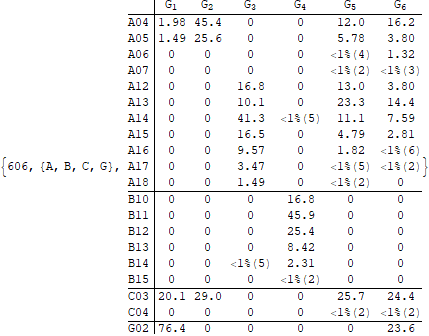 G1 G2 G3 G4 G5 G6
A04 1.98 45.4 0 0 12.0 16.2
A05 1.49 25.6 0 0 5.78 3.80
A06 0 0 0 0 <1%(4) 1.32
A07 0 0 0 0 <1%(2) <1%(3)
A12 0 0 16.8 0 13.0 3.80
A13 0 0 10.1 0 23.3 14.4
A14 0 0 41.3 <1%(5) 11.1 7.59
A15 0 0 16.5 0 4.79 2.81
A16 0 0 9.57 0 1.82 <1%(6)
{606, {A, B, C, G}, A17 0 0 3.47 0 <1%(5) <1%(2)}
A18 0 0 1.49 0 <1%(2) 0
B10 0 0 0 16.8 0 0
B11 0 0 0 45.9 0 0
B12 0 0 0 25.4 0 0
B13 0 0 0 8.42 0 0
B14 0 0 <1%(5) 2.31 0 0
B15 0 0 0 <1%(2) 0 0
C03 20.1 29.0 0 0 25.7 24.4
C04 0 0 0 0 <1%(2) <1%(2)
G02 76.4 0 0 0 0 23.6